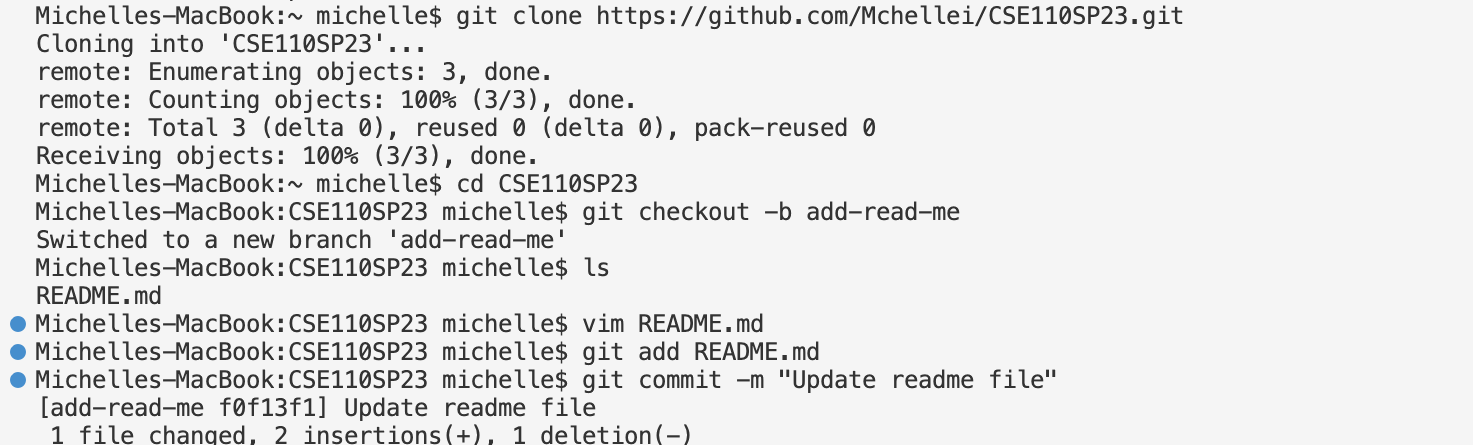 Michelles-MacBook:~ michelle$ git clone https://github.com/Mchellei/CSE110SP23.git
Cloning into 'CSE110SP23'...
remote: Enumerating objects: 3, done.
remote: Counting objects: 100% (3/3), done.
remote: Total 3 (delta 0), reused 0 (delta 0), pack-reused 0
Receiving objects: 100% (3/3), done.
Michelles-MacBook:~ michelle$ cd CSE110SP23
Michelles-MacBook:CSE110SP23 michelle$ git checkout -b add-read-me
Switched to a new branch 'add-read-me'
Michelles-MacBook:CSE110SP23 michelle$ ls
README.md
Michelles-MacBook:CSE110SP23 michelle$ vim README.md
Michelles-MacBook:CSE110SP23 michelle$ git add README.md
Michelles-MacBook:CSE110SP23 michelle$ git commit -m "Update readme file"
[add-read-me f0f13f1] Update readme file
 1 file changed, 2 insertions(+), 1 deletion(-)